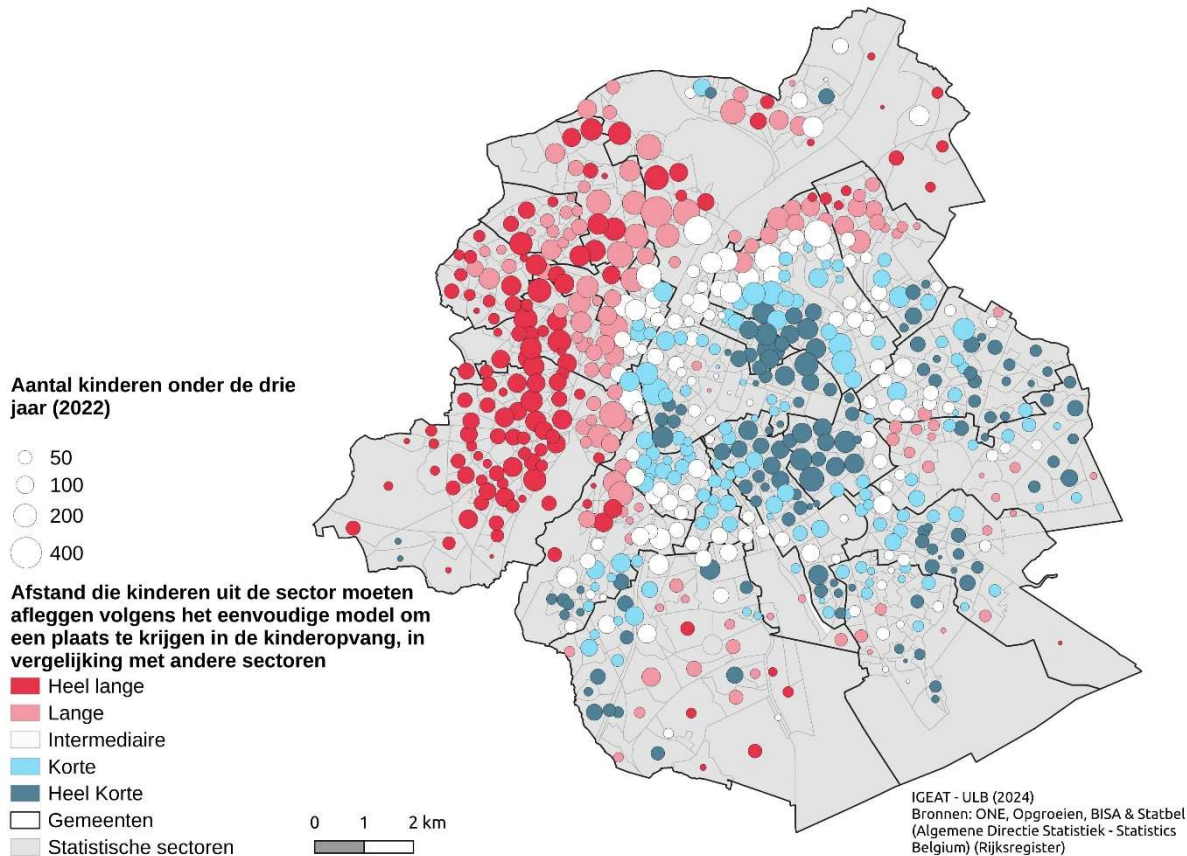 Aantal kinderen onder de drie
jaar (2022)
50
100
200
400
Afstand die kinderen uit de sector moeten
afleggen volgens het eenvoudige model om
een plaats te krijgen in de kinderopvang, in
vergelijking met andere sectoren
Heel lange
Lange
Intermediaire
Korte
Heel Korte
Gemeenten
Statistische sectoren
0 1 2 km
IGEAT - ULB (2024)
Bronnen: ONE, Opgroeien, BISA & Statbel
(Algemene Directie Statistiek - Statistics
Belgium) (Rijksregister)